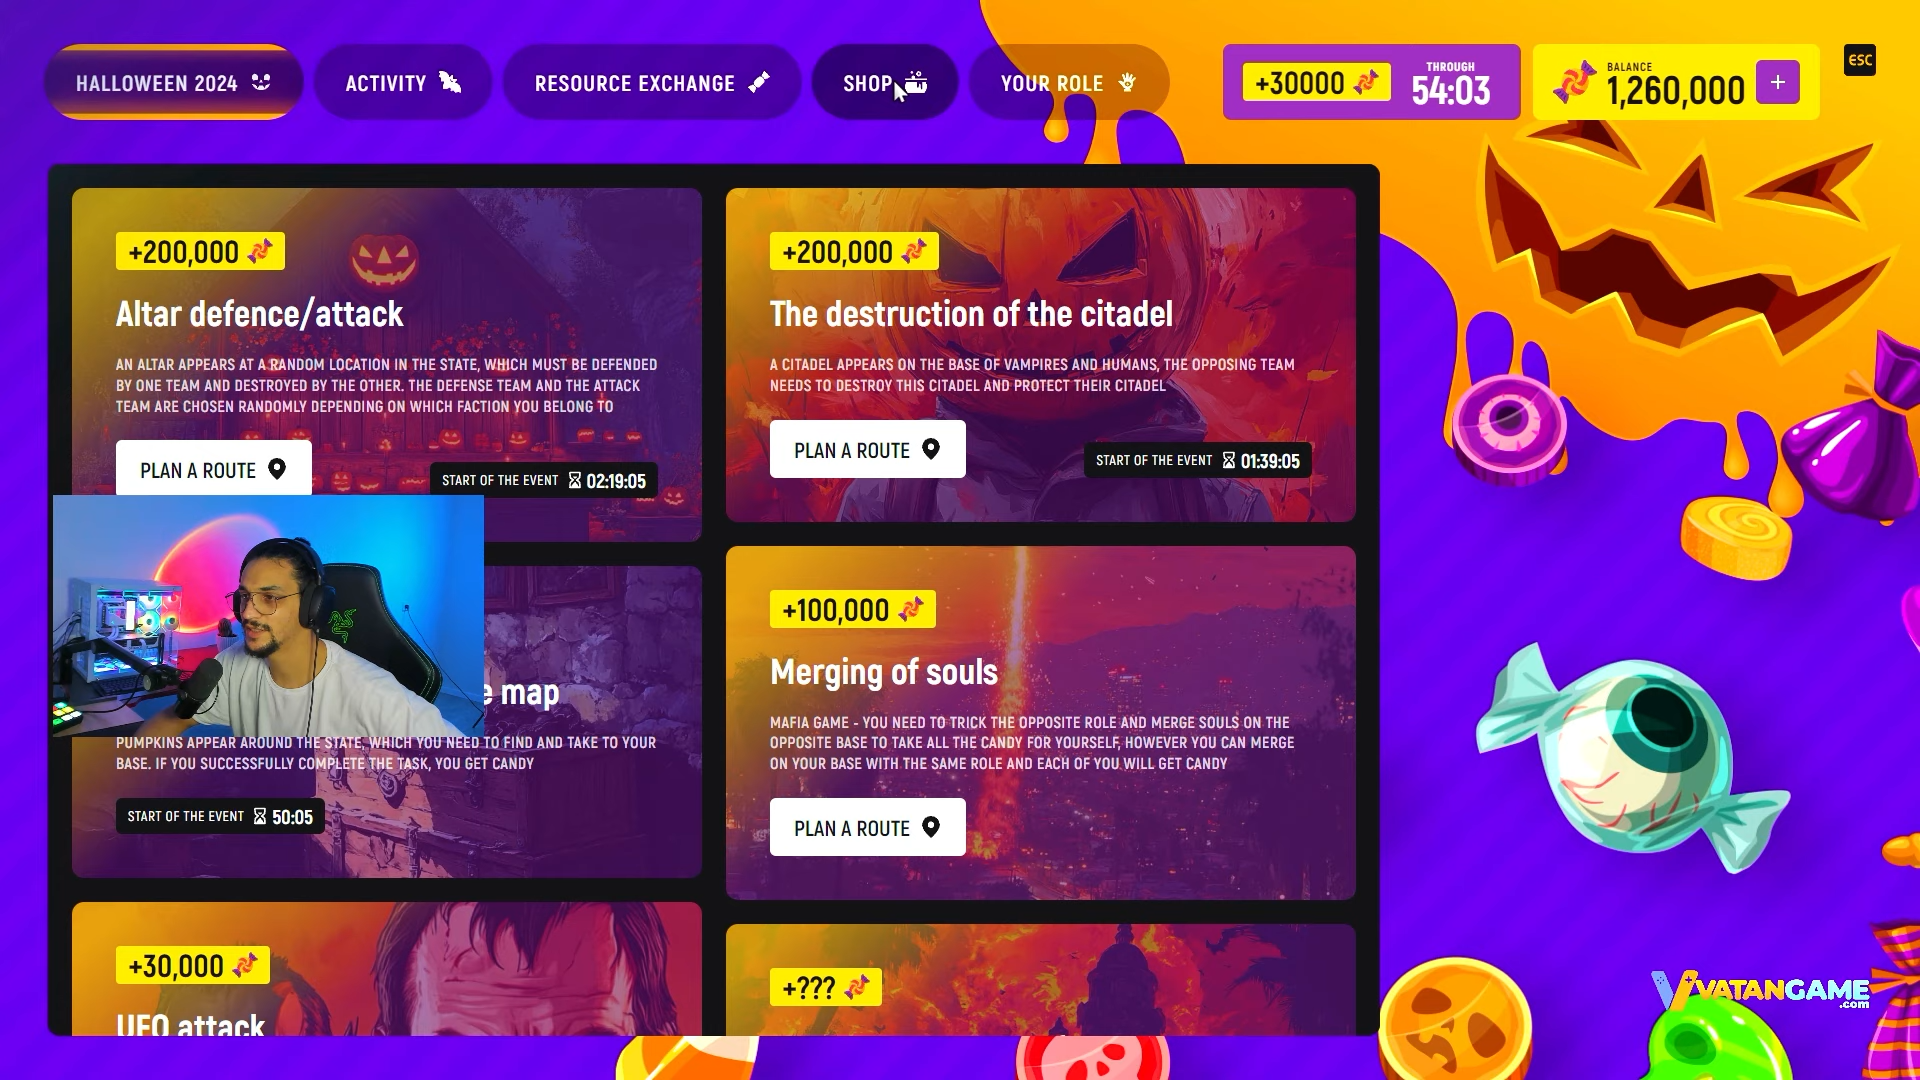 HALLOWEEN 2024
ACTIVITY
RESOURCE EXCHANGE
SHOP
YOUR ROLE
+30000
THROUGH
54:03
BALANCE
1,260,000
+
ESC
+200,000
Altar defence/attack
AN ALTAR APPEARS AT A RANDOM LOCATION IN THE STATE, WHICH MUST BE DEFENDED
BY ONE TEAM AND DESTROYED BY THE OTHER. THE DEFENSE TEAM AND THE ATTACK
TEAM ARE CHOSEN RANDOMLY DEPENDING ON WHICH FACTION YOU BELONG TO
PLAN A ROUTE
START OF THE EVENT 02:19:05
+200,000
The destruction of the citadel
A CITADEL APPEARS ON THE BASE OF VAMPIRES AND HUMANS, THE OPPOSING TEAM
NEEDS TO DESTROY THIS CITADEL AND PROTECT THEIR CITADEL
PLAN A ROUTE
START OF THE EVENT 01:39:05
e map
PUMPKINS APPEAR AROUND THE STATE, WHICH YOU NEED TO FIND AND TAKE TO YOUR
BASE. IF YOU SUCCESSFULLY COMPLETE THE TASK, YOU GET CANDY
START OF THE EVENT 50:05
+100,000
Merging of souls
MAFIA GAME - YOU NEED TO TRICK THE OPPOSITE ROLE AND MERGE SOULS ON THE
OPPOSITE BASE TO TAKE ALL THE CANDY FOR YOURSELF, HOWEVER YOU CAN MERGE
ON YOUR BASE WITH THE SAME ROLE AND EACH OF YOU WILL GET CANDY
PLAN A ROUTE
+30,000
UFO attack
+???
VATANGAME
.com